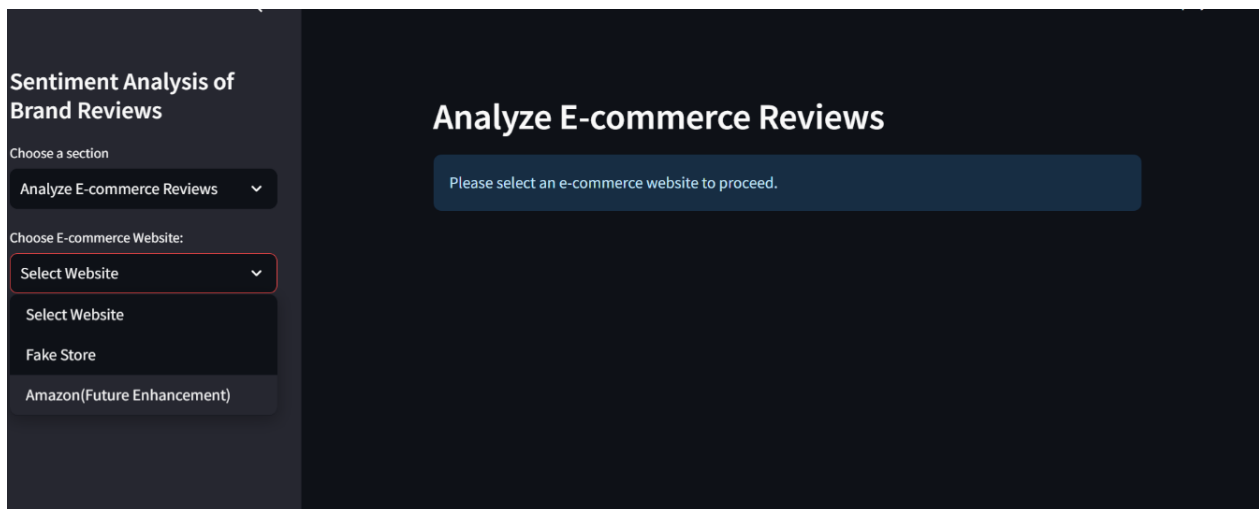 Sentiment Analysis of
Brand Reviews
Choose a section
Analyze E-commerce Reviews
Choose E-commerce Website:
Select Website
Select Website
Fake Store
Amazon(Future Enhancement)
Analyze E-commerce Reviews
Please select an e-commerce website to proceed.